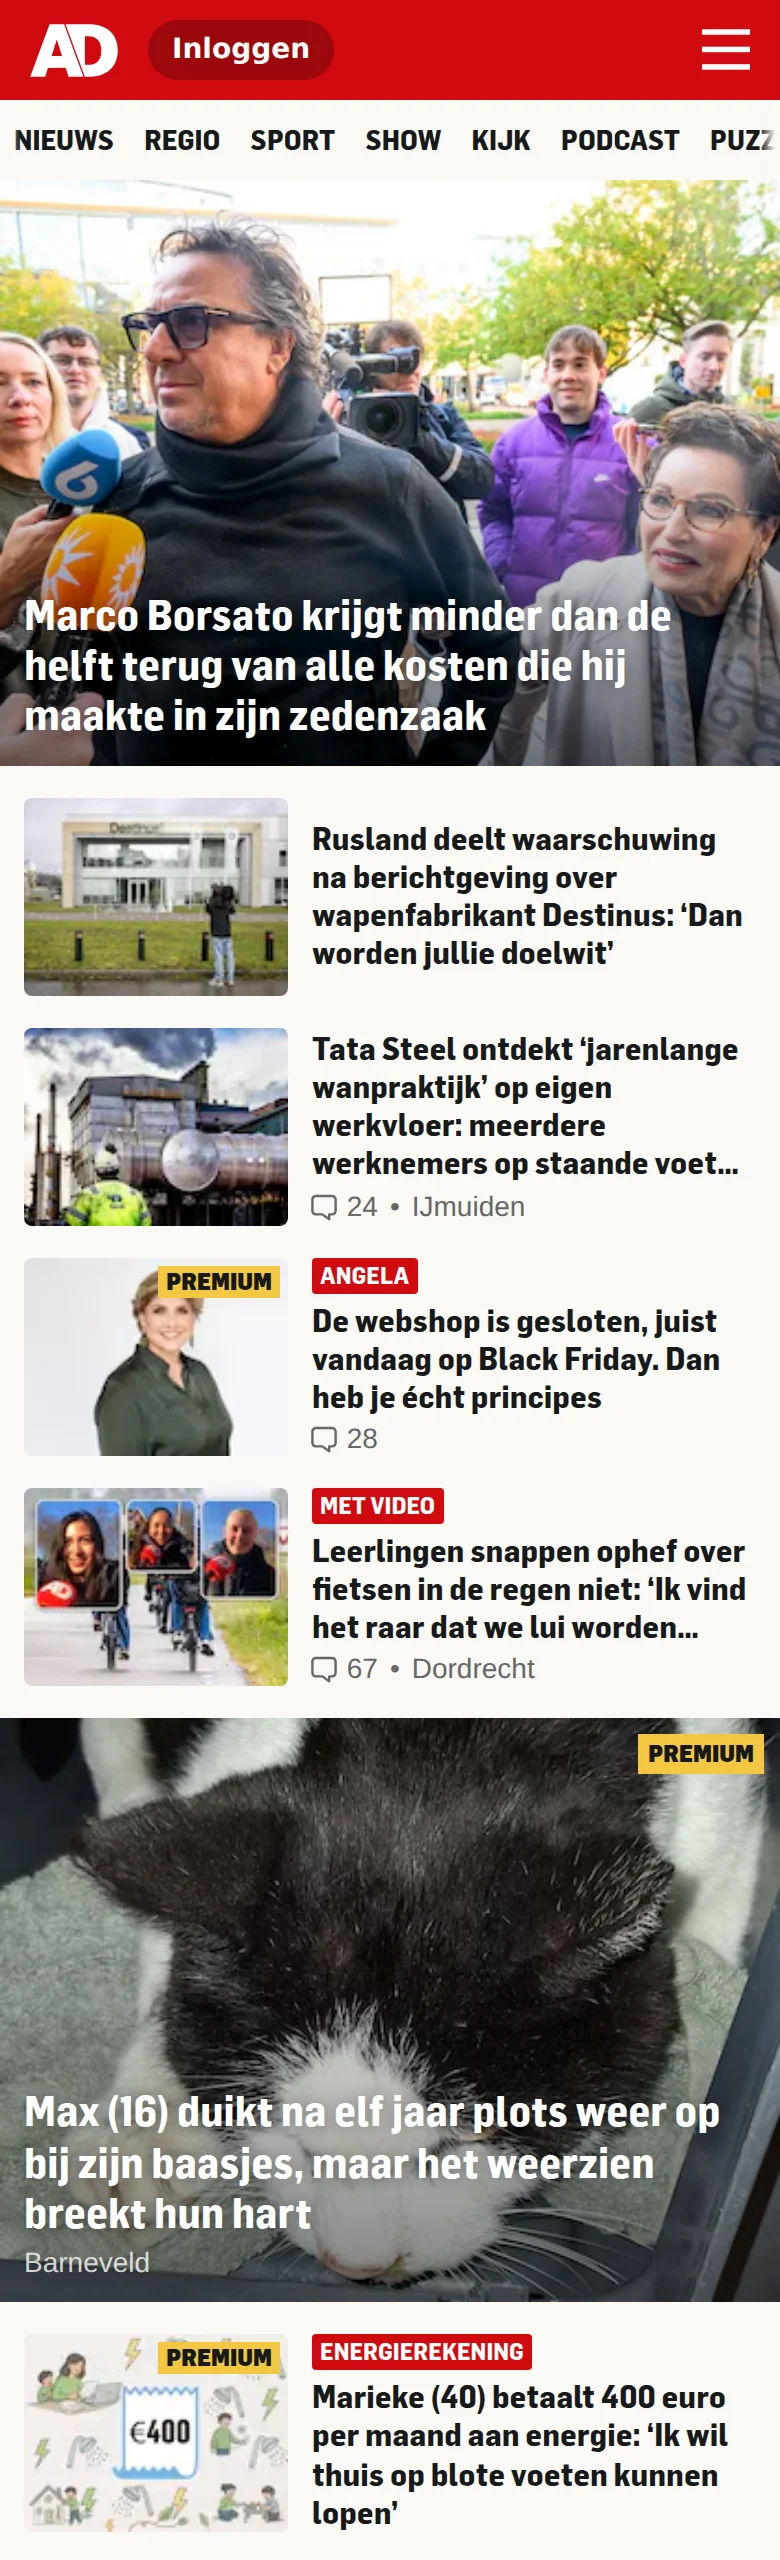 AD
Inloggen
NIEUWS REGIO SPORT SHOW KIJK PODCAST PUZZ
6
Marco Borsato krijgt minder dan de
helft terug van alle kosten die hij
maakte in zijn zedenzaak
Destinus
Rusland deelt waarschuwing
na berichtgeving over
wapenfabrikant Destinus: ‘Dan
worden jullie doelwit’
Tata Steel ontdekt ‘jarenlange
wanpraktijk’ op eigen
werkvloer: meerdere
werknemers op staande voet...
24 • IJmuiden
PREMIUM
ANGELA
De webshop is gesloten, juist
vandaag op Black Friday. Dan
heb je écht principes
28
AD
MET VIDEO
Leerlingen snappen ophef over
fietsen in de regen niet: ‘Ik vind
het raar dat we lui worden...
67 • Dordrecht
PREMIUM
Max (16) duikt na elf jaar plots weer op
bij zijn baasjes, maar het weerzien
breekt hun hart
Barneveld
PREMIUM
€400
ENERGIEREKENING
Marieke (40) betaalt 400 euro
per maand aan energie: ‘Ik wil
thuis op blote voeten kunnen
lopen’